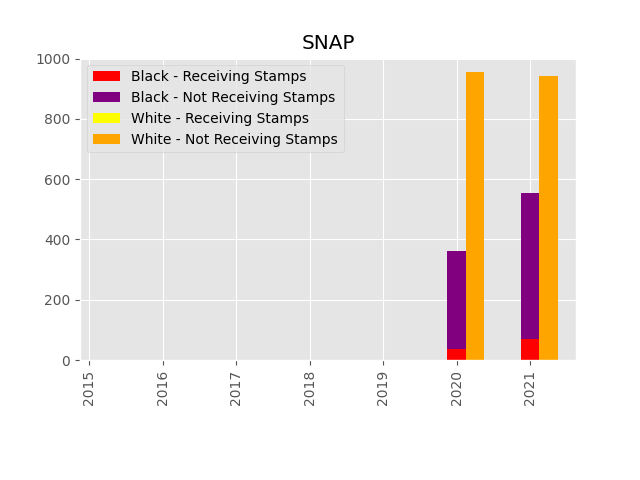 SNAP
1000
800
600
400
200
0
Black - Receiving Stamps
Black - Not Receiving Stamps
White - Receiving Stamps
White - Not Receiving Stamps
2015
2016
2017
2018
2019
2020
2021